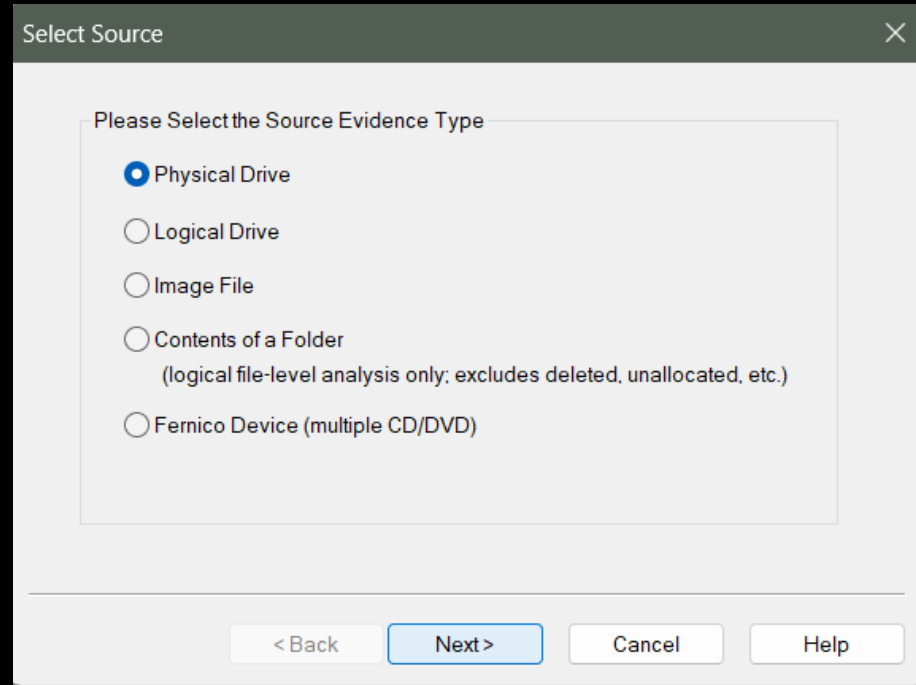 Select Source
Please Select the Source Evidence Type
Physical Drive
Logical Drive
Image File
Contents of a Folder
(logical file-level analysis only; excludes deleted, unallocated, etc.)
Fernico Device (multiple CD/DVD)
< Back Next > Cancel Help